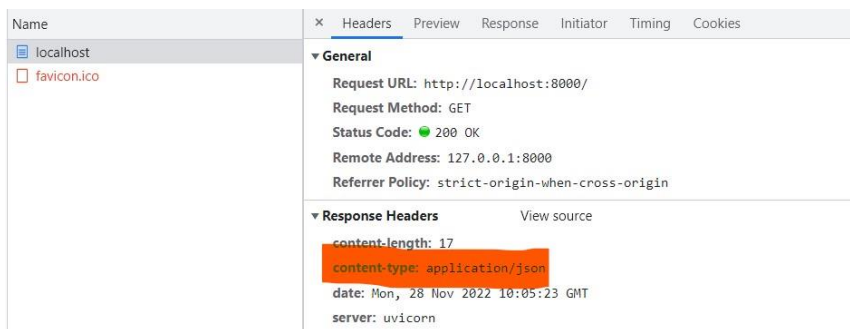 Name
× Headers Preview Response Initiator Timing Cookies
localhost
favicon.ico
▾ General
Request URL: http://localhost:8000/
Request Method: GET
Status Code: 200 OK
Remote Address: 127.0.0.1:8000
Referrer Policy: strict-origin-when-cross-origin
▾ Response Headers View source
content-length: 17
content-type: application/json
date: Mon, 28 Nov 2022 10:05:23 GMT
server: uvicorn